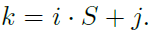 k = i · S + j.